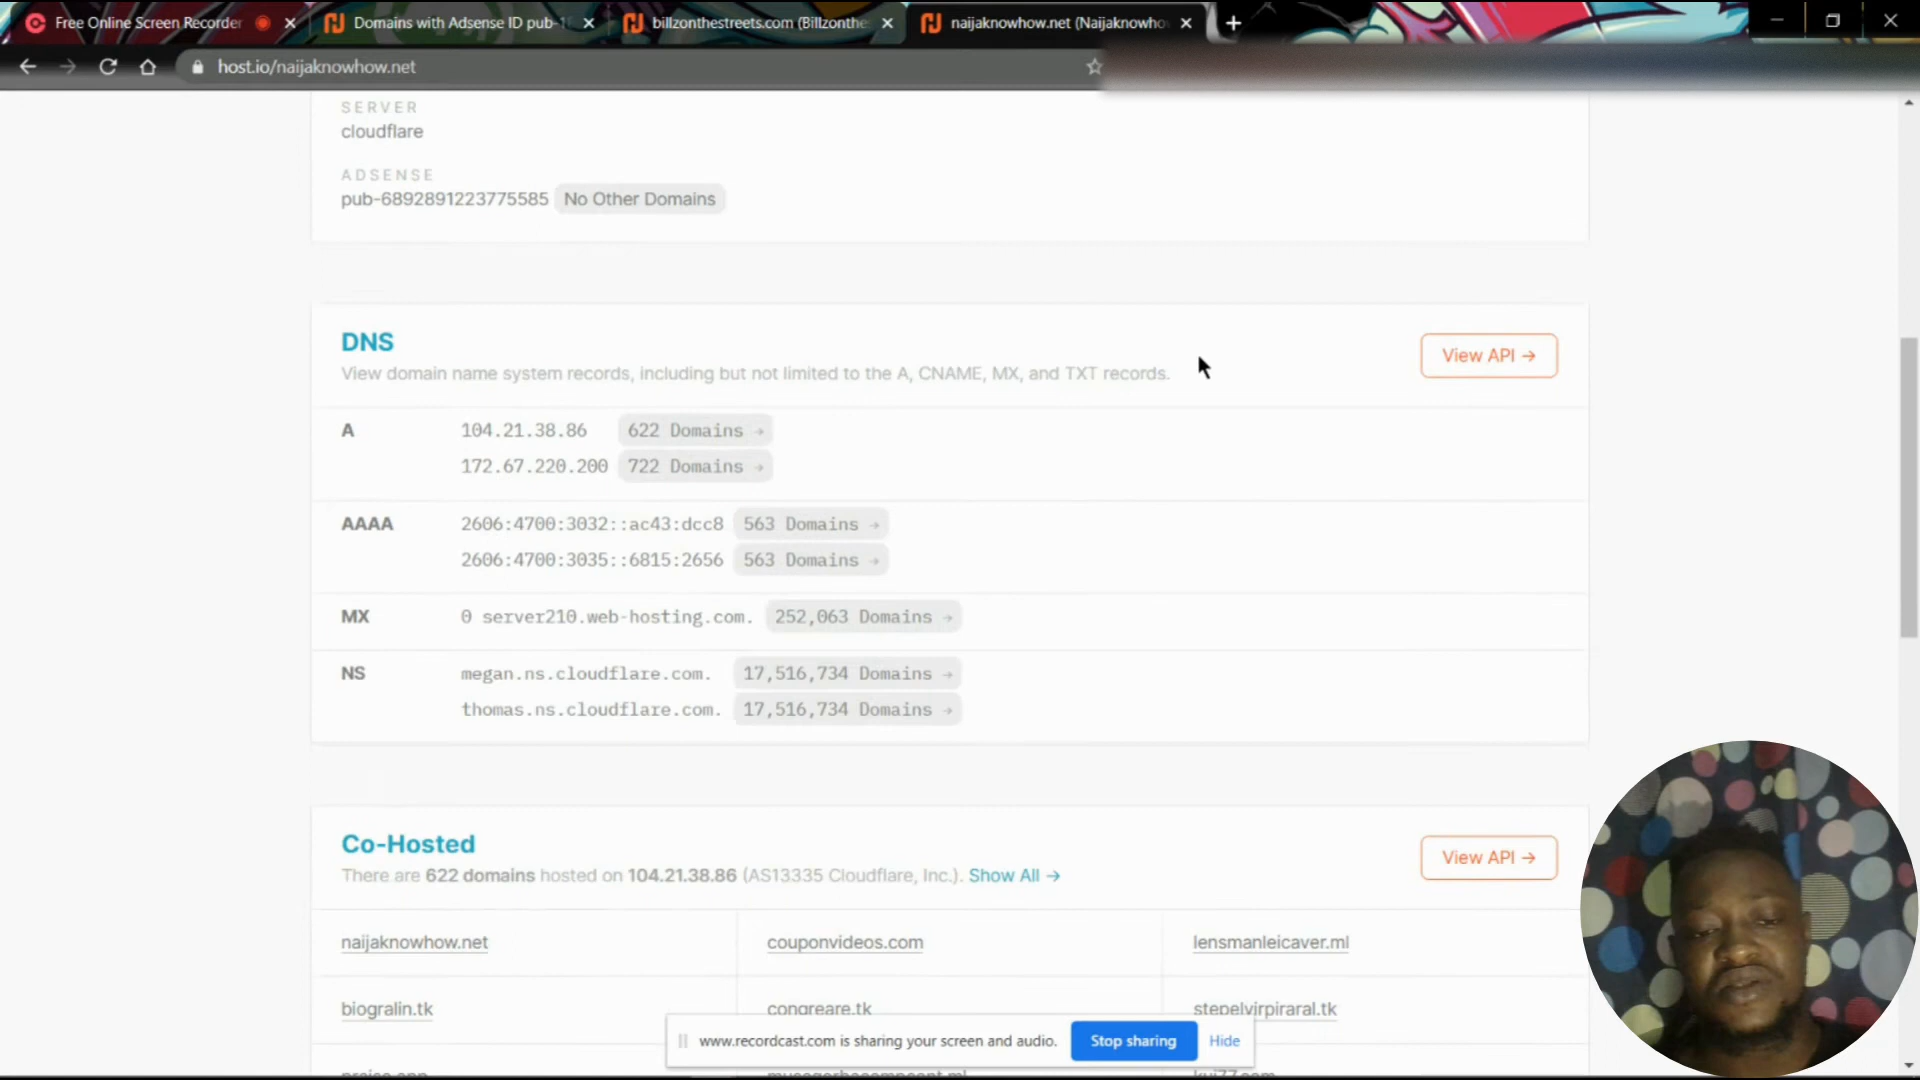 Free Online Screen Recorder
Domains with Adsense ID pub-1
billzonthestreets.com (Billzonthe
naijaknowhow.net (Naijaknowho
host.io/naijaknowhow.net
SERVER
cloudflare
ADSENSE
pub-6892891223775585 No Other Domains
DNS
View API →
View domain name system records, including but not limited to the A, CNAME, MX, and TXT records.
A 104.21.38.86 622 Domains →
172.67.220.200 722 Domains →
AAAA 2606:4700:3032::ac43:dcc8 563 Domains →
2606:4700:3035::6815:2656 563 Domains →
MX 0 server210.web-hosting.com. 252,063 Domains →
NS megan.ns.cloudflare.com. 17,516,734 Domains →
thomas.ns.cloudflare.com. 17,516,734 Domains →
Co-Hosted
View API →
There are 622 domains hosted on 104.21.38.86 (AS13335 Cloudflare, Inc.). Show All →
naijaknowhow.net couponvideos.com lensmanleicaver.ml
biogralin.tk congreare.tk stepelvirpiraral.tk
www.recordcast.com is sharing your screen and audio. Stop sharing Hide